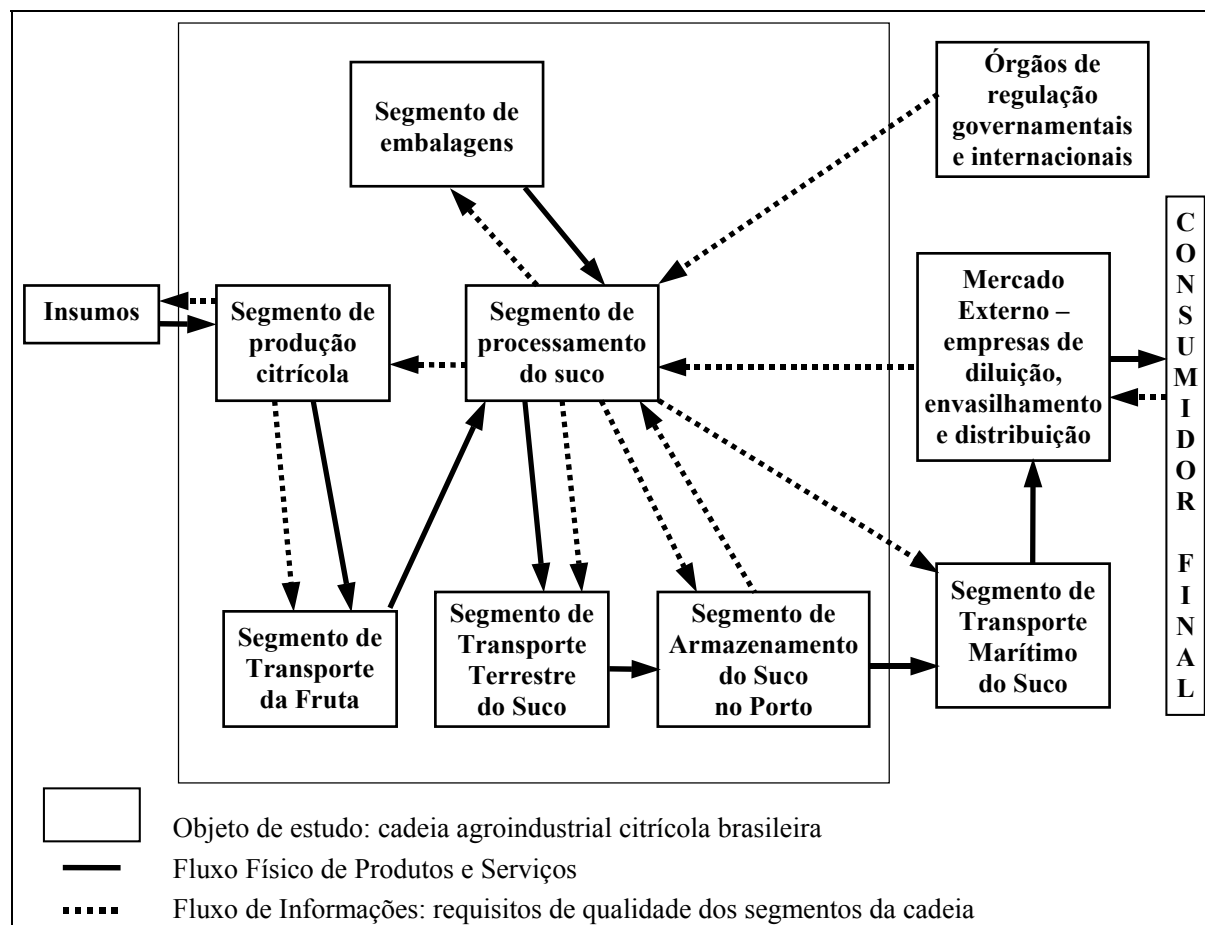 Segmento de
embalagens
Órgãos de
regulação
governamentais
e internacionais
Insumos
Segmento de
produção
citrícola
Segmento de
processamento
do suco
Mercado
Externo –
empresas de
diluição,
envasilhamento
e distribuição
C
O
N
S
U
M
I
D
O
R
F
I
N
A
L
Segmento de
Transporte
da Fruta
Segmento de
Transporte
Terrestre
do Suco
Segmento de
Armazenamento
do Suco
no Porto
Segmento de
Transporte
Marítimo
do Suco
Objeto de estudo: cadeia agroindustrial citrícola brasileira
Fluxo Físico de Produtos e Serviços
Fluxo de Informações: requisitos de qualidade dos segmentos da cadeia